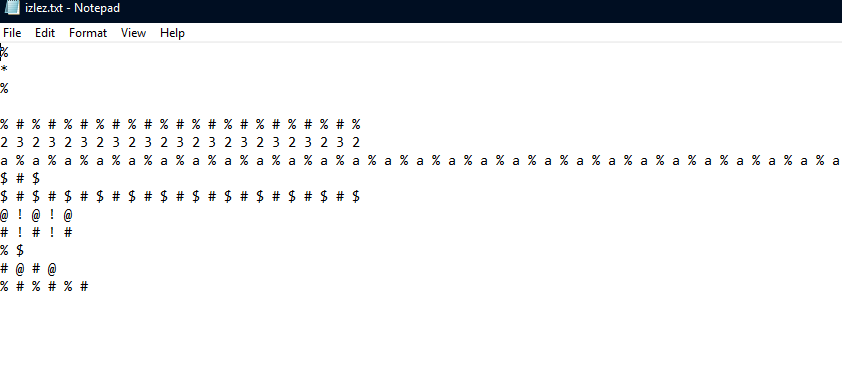 izlez.txt - Notepad
File Edit Format View Help
%
*
%
% # % # % # % # % # % # % # % # % # % # % # %
2 3 2 3 2 3 2 3 2 3 2 3 2 3 2 3 2 3 2 3 2 3 2
a % a % a % a % a % a % a % a % a % a % a % a % a % a % a % a % a % a % a % a % a % a % a % a % a % a % a
$ # $
$ # $ # $ # $ # $ # $ # $ # $ # $ # $ # $ # $
@ ! @ ! @
# ! # ! #
% $
# @ # @
% # % # % #